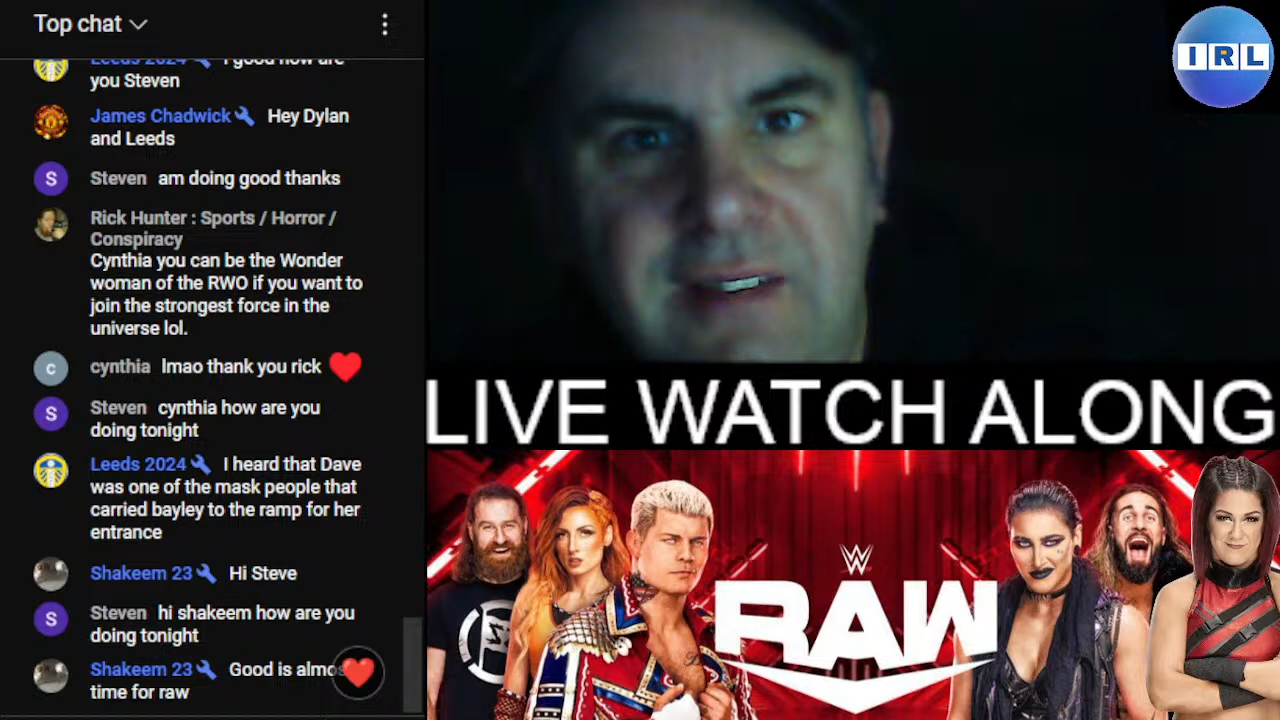 Top chat
Leeds 2024 I good how are
you Steven
James Chadwick Hey Dylan
and Leeds
S Steven am doing good thanks
Rick Hunter : Sports / Horror /
Conspiracy
Cynthia you can be the Wonder
woman of the RWO if you want to
join the strongest force in the
universe lol.
c cynthia lmao thank you rick
S Steven cynthia how are you
doing tonight
Leeds 2024 I heard that Dave
was one of the mask people that
carried bayley to the ramp for her
entrance
Shakeem 23 Hi Steve
S Steven hi shakeem how are you
doing tonight
Shakeem 23 Good is almo
time for raw
IRL
LIVE WATCH ALONG
W
RAW